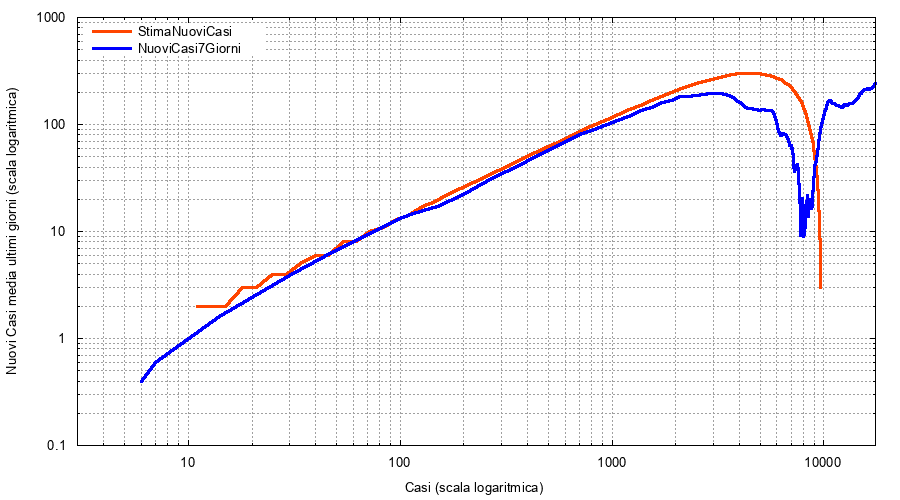 1000
StimaNuoviCasi
NuoviCasi7Giorni
100
10
1
0.1
Nuovi Casi media ultimi giorni (scala logaritmica)
10 100 1000 10000
Casi (scala logaritmica)